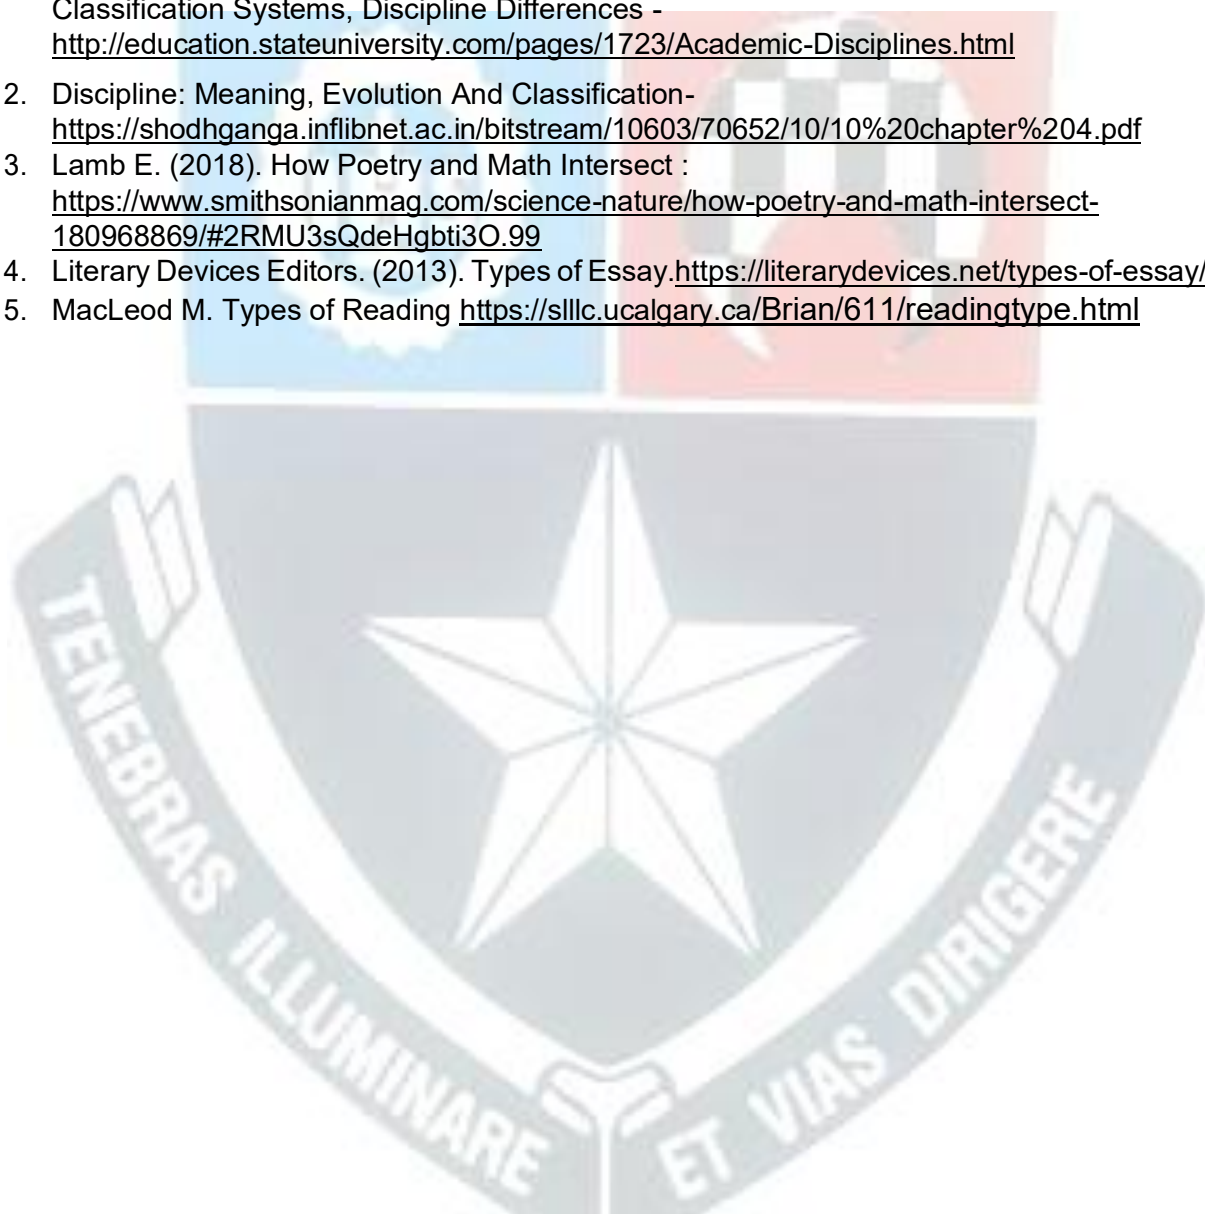 Classification Systems, Discipline Differences -
http://education.stateuniversity.com/pages/1723/Academic-Disciplines.html
2. Discipline: Meaning, Evolution And Classification-
https://shodhganga.inflibnet.ac.in/bitstream/10603/70652/10/10%20chapter%204.pdf
3. Lamb E. (2018). How Poetry and Math Intersect :
https://www.smithsonianmag.com/science-nature/how-poetry-and-math-intersect-
180968869/#2RMU3sQdeHgbti3O.99
4. Literary Devices Editors. (2013). Types of Essay.https://literarydevices.net/types-of-essay/
5. MacLeod M. Types of Reading https://slllc.ucalgary.ca/Brian/611/readingtype.html
TENEBRAS ILLUMINARE
ET VIAS DIRIGERE